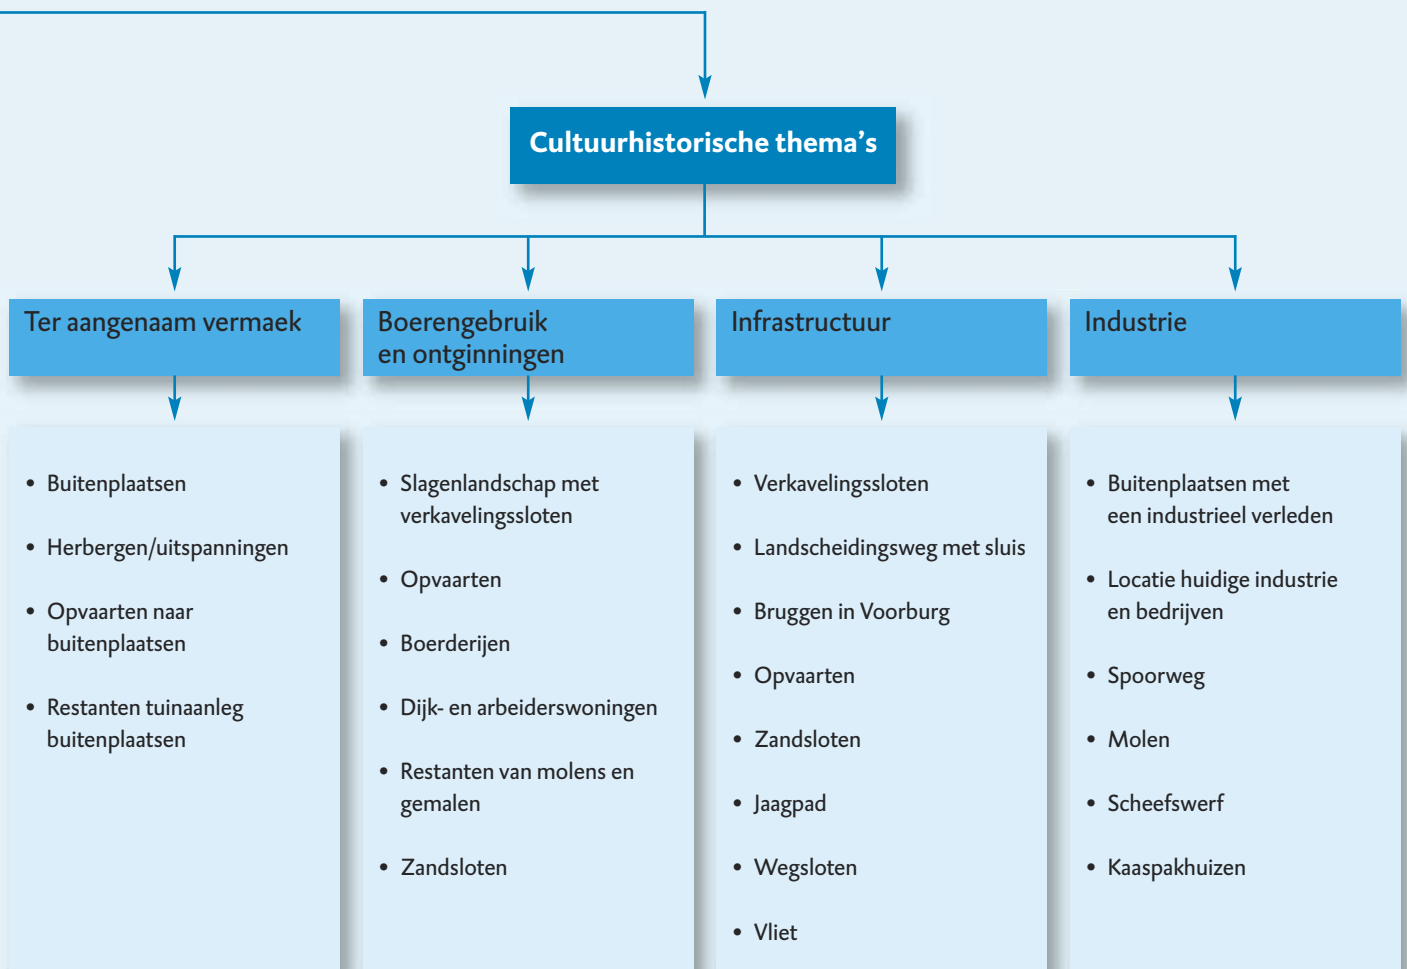 Cultuurhistorische thema's
Ter aangenaam vermaek
• Buitenplaatsen
• Herbergen/uitspanningen
• Opvaarten naar
buitenplaatsen
• Restanten tuinaanleg
buitenplaatsen
Boerengebruik
en ontginningen
• Slagenlandschap met
verkavelingssloten
• Opvaarten
• Boerderijen
• Dijk- en arbeiderswoningen
• Restanten van molens en
gemalen
• Zandsloten
Infrastructuur
• Verkavelingssloten
• Landscheidingsweg met sluis
• Bruggen in Voorburg
• Opvaarten
• Zandsloten
• Jaagpad
• Wegsloten
• Vliet
Industrie
• Buitenplaatsen met
een industrieel verleden
• Locatie huidige industrie
en bedrijven
• Spoorweg
• Molen
• Scheefswerf
• Kaaspakhuizen